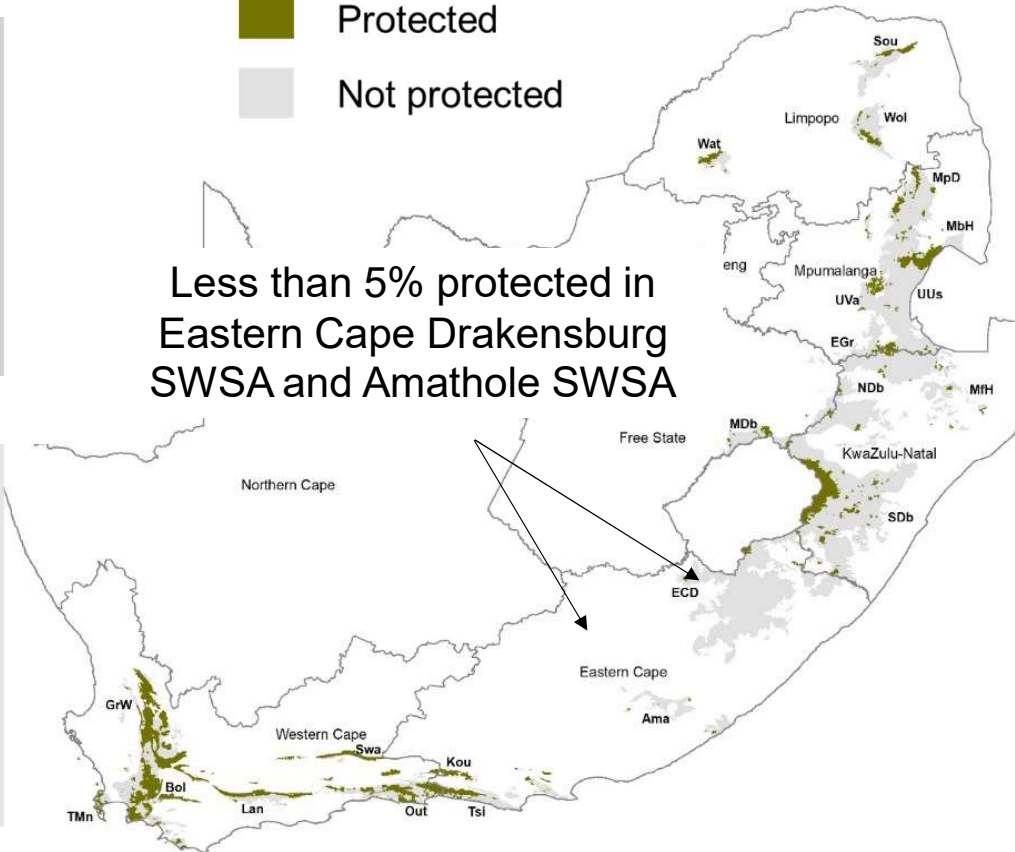 Protected
Not protected
Sou
Limpopo
Wol
Wat
MpD
MbH
eng
Mpumalanga
UVa
UUs
EGr
NDb
MfH
Less than 5% protected in
Eastern Cape Drakensburg
SWSA and Amathole SWSA
MDb
Free State
KwaZulu-Natal
Northern Cape
SDb
ECD
Eastern Cape
Ama
GrW
Western Cape
Swa
Kou
Bol
TMn
Lan
Out
Tsi